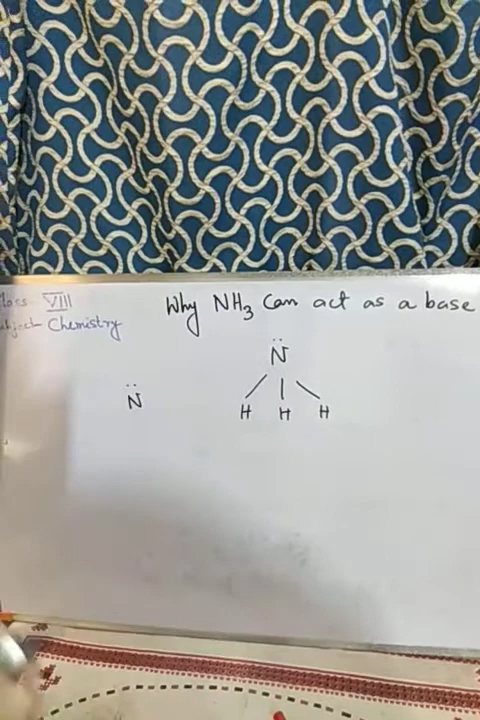 Class VIII
Subject - Chemistry
Why NH3 Can act as a base
N̈
N̈
H H H